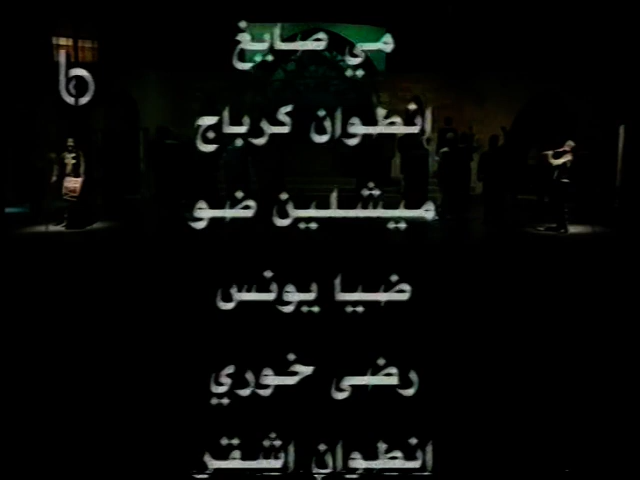 مي صايغ
انطوان كرباج
ميشلين ضو
ضيا يونس
رضى خوري
انطوان اشقر